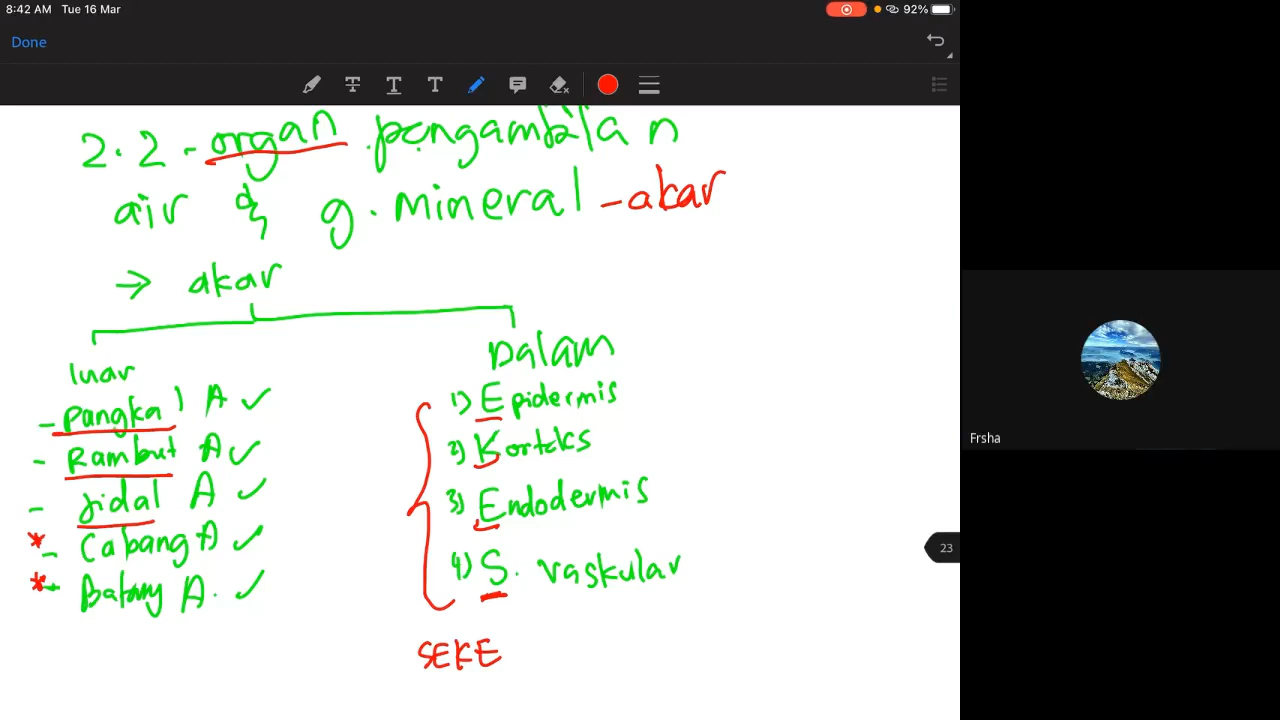 8:42 AM Tue 16 Mar
92%
Done
T T T
2.2 - organ pengambilan
air & g. mineral - akar
→ akar
luar
- Pangkal A ✓
- Rambut A ✓
- Jidal A ✓
* - Cabang A ✓
* - Batang A. ✓
Dalam
1) Epidermis
2) Korteks
3) Endodermis
4) S. vaskular
SEKE
23
Frsha